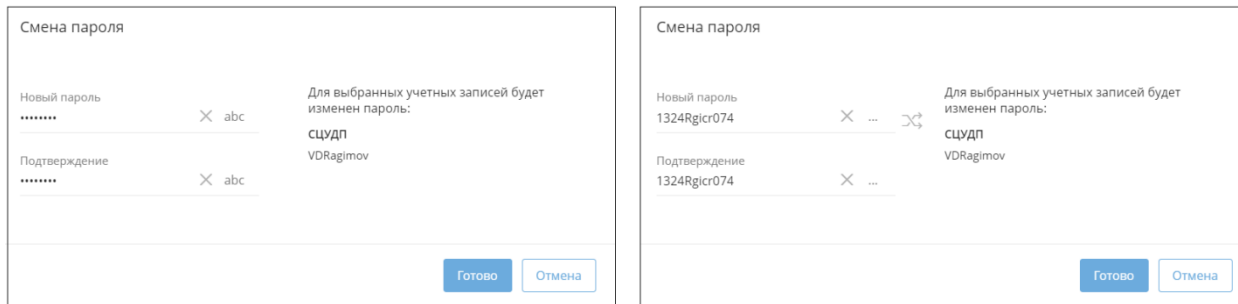 Смена пароля
Новый пароль
•••••••• abc
Подтверждение
•••••••• abc
Для выбранных учетных записей будет
изменен пароль:
СЦУДП
VDRagimov
Готово Отмена
Смена пароля
Новый пароль
1324Rgicr074 ...
Подтверждение
1324Rgicr074 ...
Для выбранных учетных записей будет
изменен пароль:
СЦУДП
VDRagimov
Готово Отмена